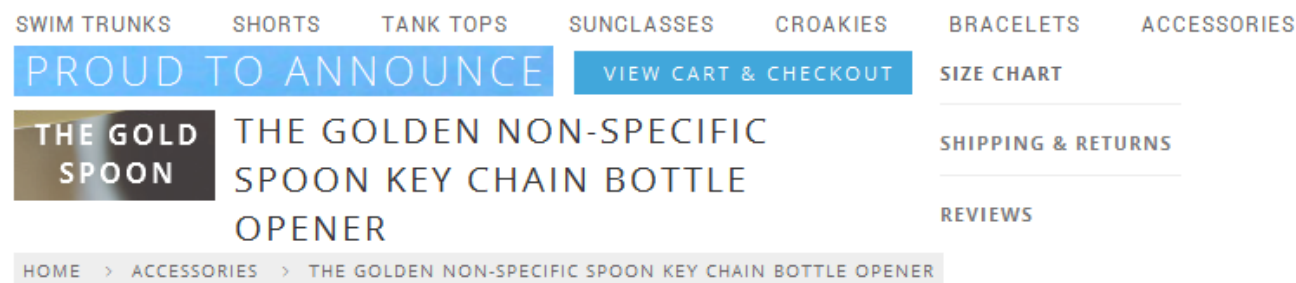 SWIM TRUNKS SHORTS TANK TOPS SUNGLASSES CROAKIES BRACELETS ACCESSORIES
PROUD TO ANNOUNCE
VIEW CART & CHECKOUT
SIZE CHART
THE GOLD
SPOON
THE GOLDEN NON-SPECIFIC
SPOON KEY CHAIN BOTTLE
OPENER
SHIPPING & RETURNS
REVIEWS
HOME > ACCESSORIES > THE GOLDEN NON-SPECIFIC SPOON KEY CHAIN BOTTLE OPENER